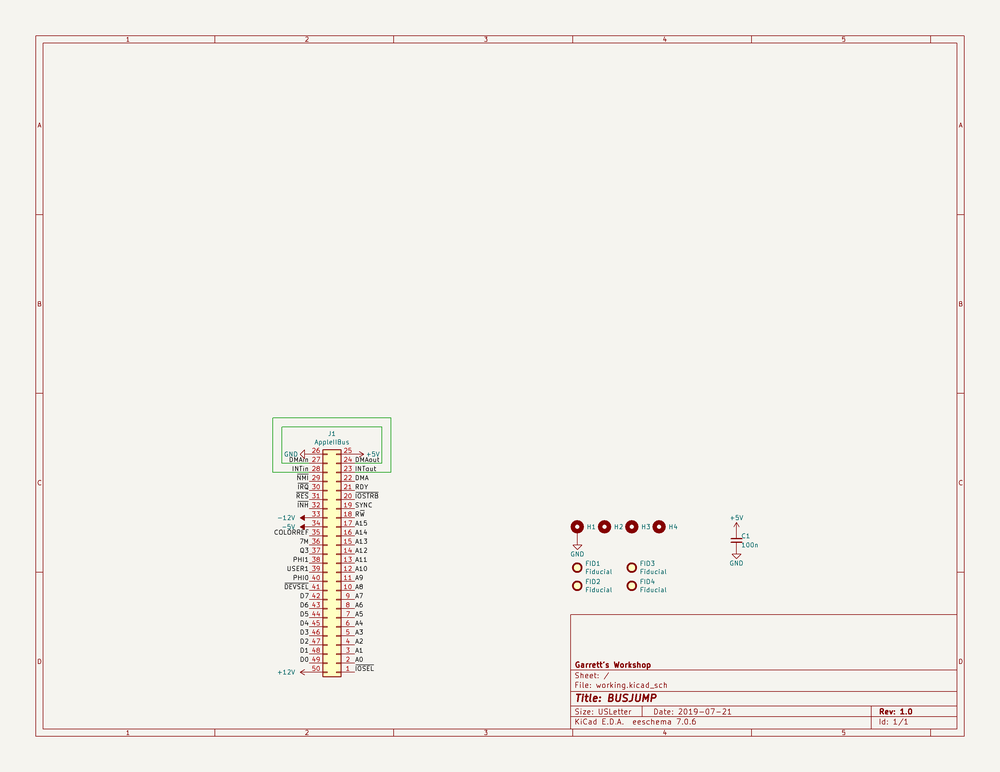 1 2 3 4 5
A A
B B
C C
D D
J1
AppleIIBus
GND 26 25 +5V
DMAin 27 24 DMAout
INTin 28 23 INTout
NMI 29 22 DMA
IRQ 30 21 RDY
RES 31 20 IOSTRB
INH 32 19 SYNC
-12V 33 18 RW
-5V 34 17 A15
COLORREF 35 16 A14
7M 36 15 A13
Q3 37 14 A12
PHI1 38 13 A11
USER1 39 12 A10
PHI0 40 11 A9
DEVSEL 41 10 A8
D7 42 9 A7
D6 43 8 A6
D5 44 7 A5
D4 45 6 A4
D3 46 5 A3
D2 47 4 A2
D1 48 3 A1
D0 49 2 A0
+12V 50 1 IOSEL
H1 H2 H3 H4
GND
FID1
Fiducial
FID3
Fiducial
FID2
Fiducial
FID4
Fiducial
+5V
C1
100n
GND
Garrett's Workshop
Sheet: /
File: working.kicad_sch
Title: BUSJUMP
Size: USLetter Date: 2019-07-21 Rev: 1.0
KiCad E.D.A. eeschema 7.0.6 Id: 1/1
1 2 3 4 5